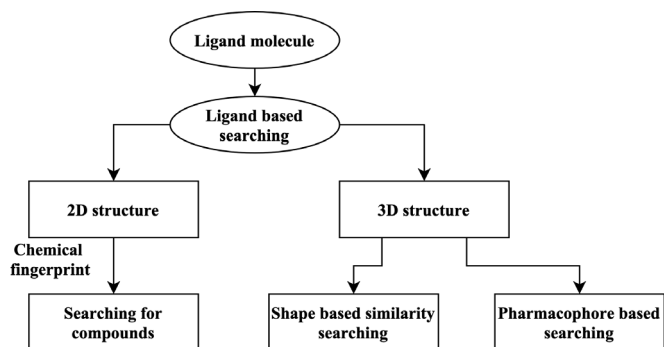 Ligand molecule
Ligand based
searching
2D structure
3D structure
Chemical
fingerprint
Searching for
compounds
Shape based similarity
searching
Pharmacophore based
searching